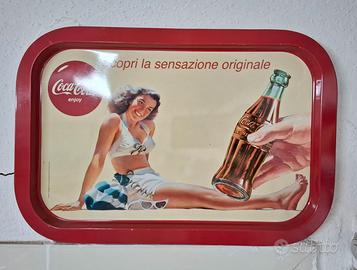 Scopri la sensazione originale
Coca-Cola
enjoy
Coca-Cola
Subito